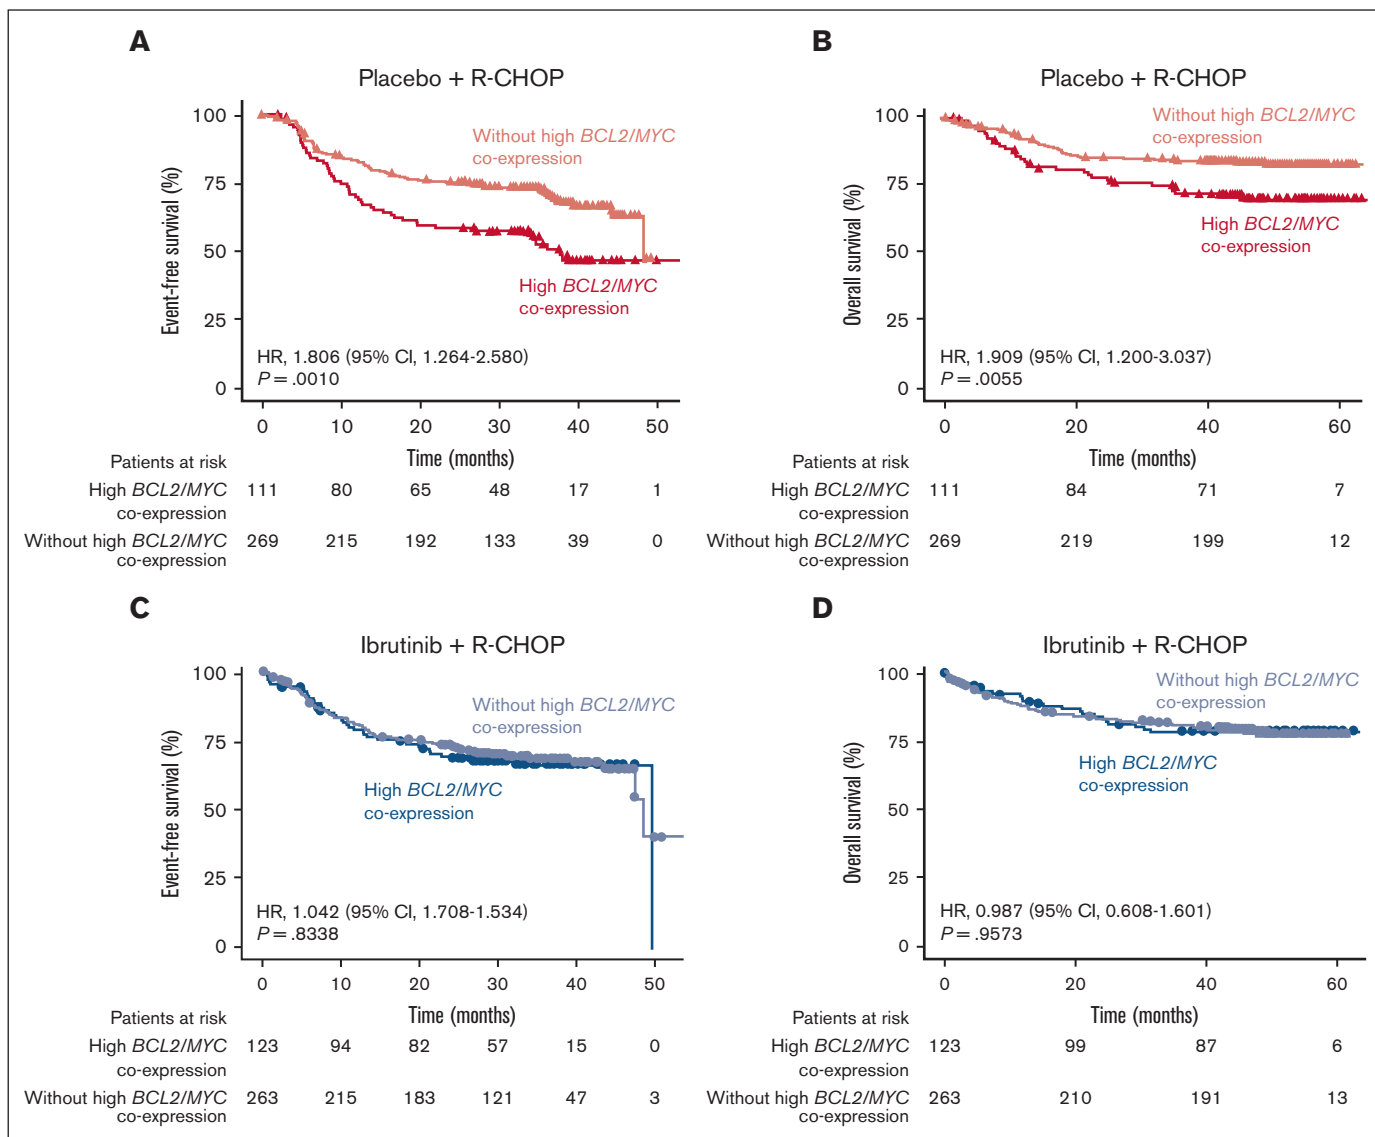 A
Placebo + R-CHOP
Event-free survival (%)
100
75
50
25
0
Without high BCL2/MYC
co-expression
High BCL2/MYC
co-expression
HR, 1.806 (95% CI, 1.264-2.580)
P = .0010
0 10 20 30 40 50
Time (months)
Patients at risk
High BCL2/MYC 111 80 65 48 17 1
co-expression
Without high BCL2/MYC 269 215 192 133 39 0
co-expression
B
Placebo + R-CHOP
Overall survival (%)
100
75
50
25
0
Without high BCL2/MYC
co-expression
High BCL2/MYC
co-expression
HR, 1.909 (95% CI, 1.200-3.037)
P = .0055
0 20 40 60
Time (months)
Patients at risk
High BCL2/MYC 111 84 71 7
co-expression
Without high BCL2/MYC 269 219 199 12
co-expression
C
Ibrutinib + R-CHOP
Event-free survival (%)
100
75
50
25
0
Without high BCL2/MYC
co-expression
High BCL2/MYC
co-expression
HR, 1.042 (95% CI, 1.708-1.534)
P = .8338
0 10 20 30 40 50
Time (months)
Patients at risk
High BCL2/MYC 123 94 82 57 15 0
co-expression
Without high BCL2/MYC 263 215 183 121 47 3
co-expression
D
Ibrutinib + R-CHOP
Overall survival (%)
100
75
50
25
0
Without high BCL2/MYC
co-expression
High BCL2/MYC
co-expression
HR, 0.987 (95% CI, 0.608-1.601)
P = .9573
0 20 40 60
Time (months)
Patients at risk
High BCL2/MYC 123 99 87 6
co-expression
Without high BCL2/MYC 263 210 191 13
co-expression